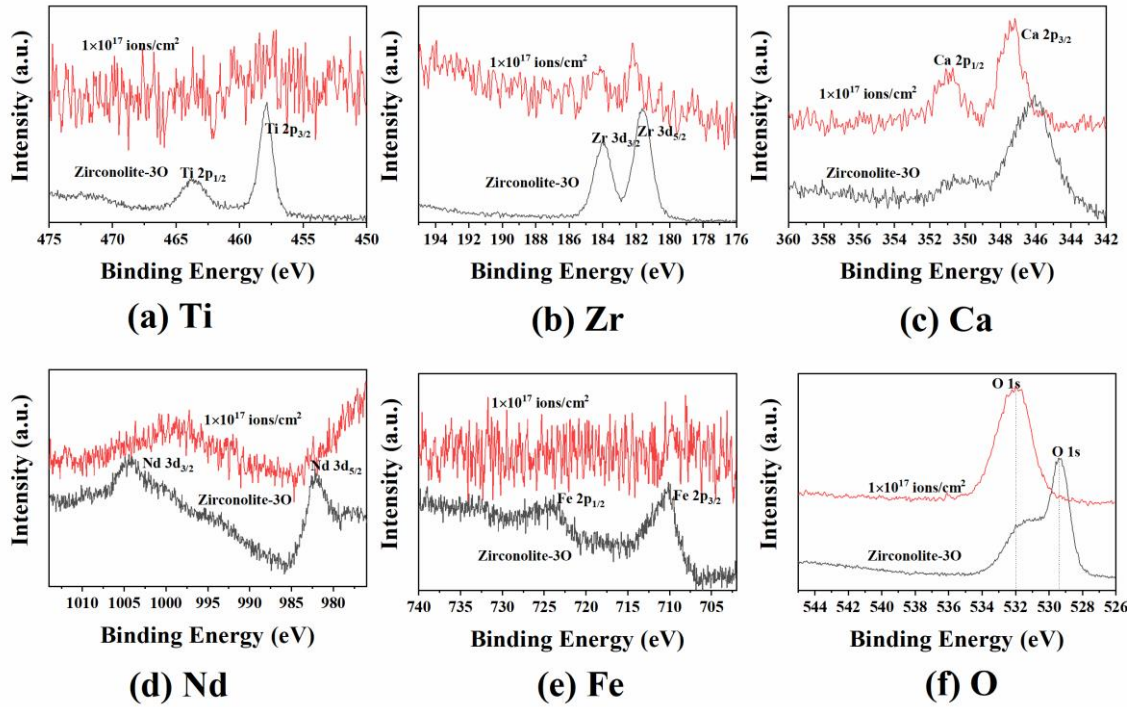 Intensity (a.u.)
1×10¹⁷ ions/cm²
Ti 2p₃/₂
Zirconolite-3O
Ti 2p₁/₂
475 470 465 460 455 450
Binding Energy (eV)
(a) Ti
Intensity (a.u.)
1×10¹⁷ ions/cm²
Zr 3d₃/₂
Zr 3d₅/₂
Zirconolite-3O
194 192 190 188 186 184 182 180 178 176
Binding Energy (eV)
(b) Zr
Intensity (a.u.)
Ca 2p₃/₂
Ca 2p₁/₂
1×10¹⁷ ions/cm²
Zirconolite-3O
360 358 356 354 352 350 348 346 344 342
Binding Energy (eV)
(c) Ca
Intensity (a.u.)
1×10¹⁷ ions/cm²
Nd 3d₃/₂
Nd 3d₅/₂
Zirconolite-3O
1010 1005 1000 995 990 985 980
Binding Energy (eV)
(d) Nd
Intensity (a.u.)
1×10¹⁷ ions/cm²
Fe 2p₁/₂
Fe 2p₃/₂
Zirconolite-3O
740 735 730 725 720 715 710 705
Binding Energy (eV)
(e) Fe
Intensity (a.u.)
O 1s
O 1s
1×10¹⁷ ions/cm²
Zirconolite-3O
544 542 540 538 536 534 532 530 528 526
Binding Energy (eV)
(f) O